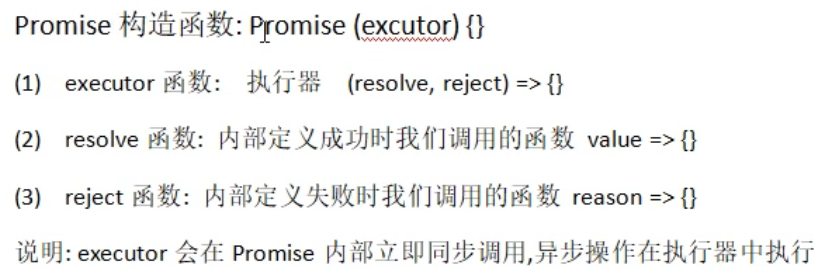 Promise 构造函数: Promise (excutor) {}
(1) executor 函数: 执行器 (resolve, reject) => {}
(2) resolve 函数: 内部定义成功时我们调用的函数 value => {}
(3) reject 函数: 内部定义失败时我们调用的函数 reason => {}
说明: executor 会在 Promise 内部立即同步调用,异步操作在执行器中执行